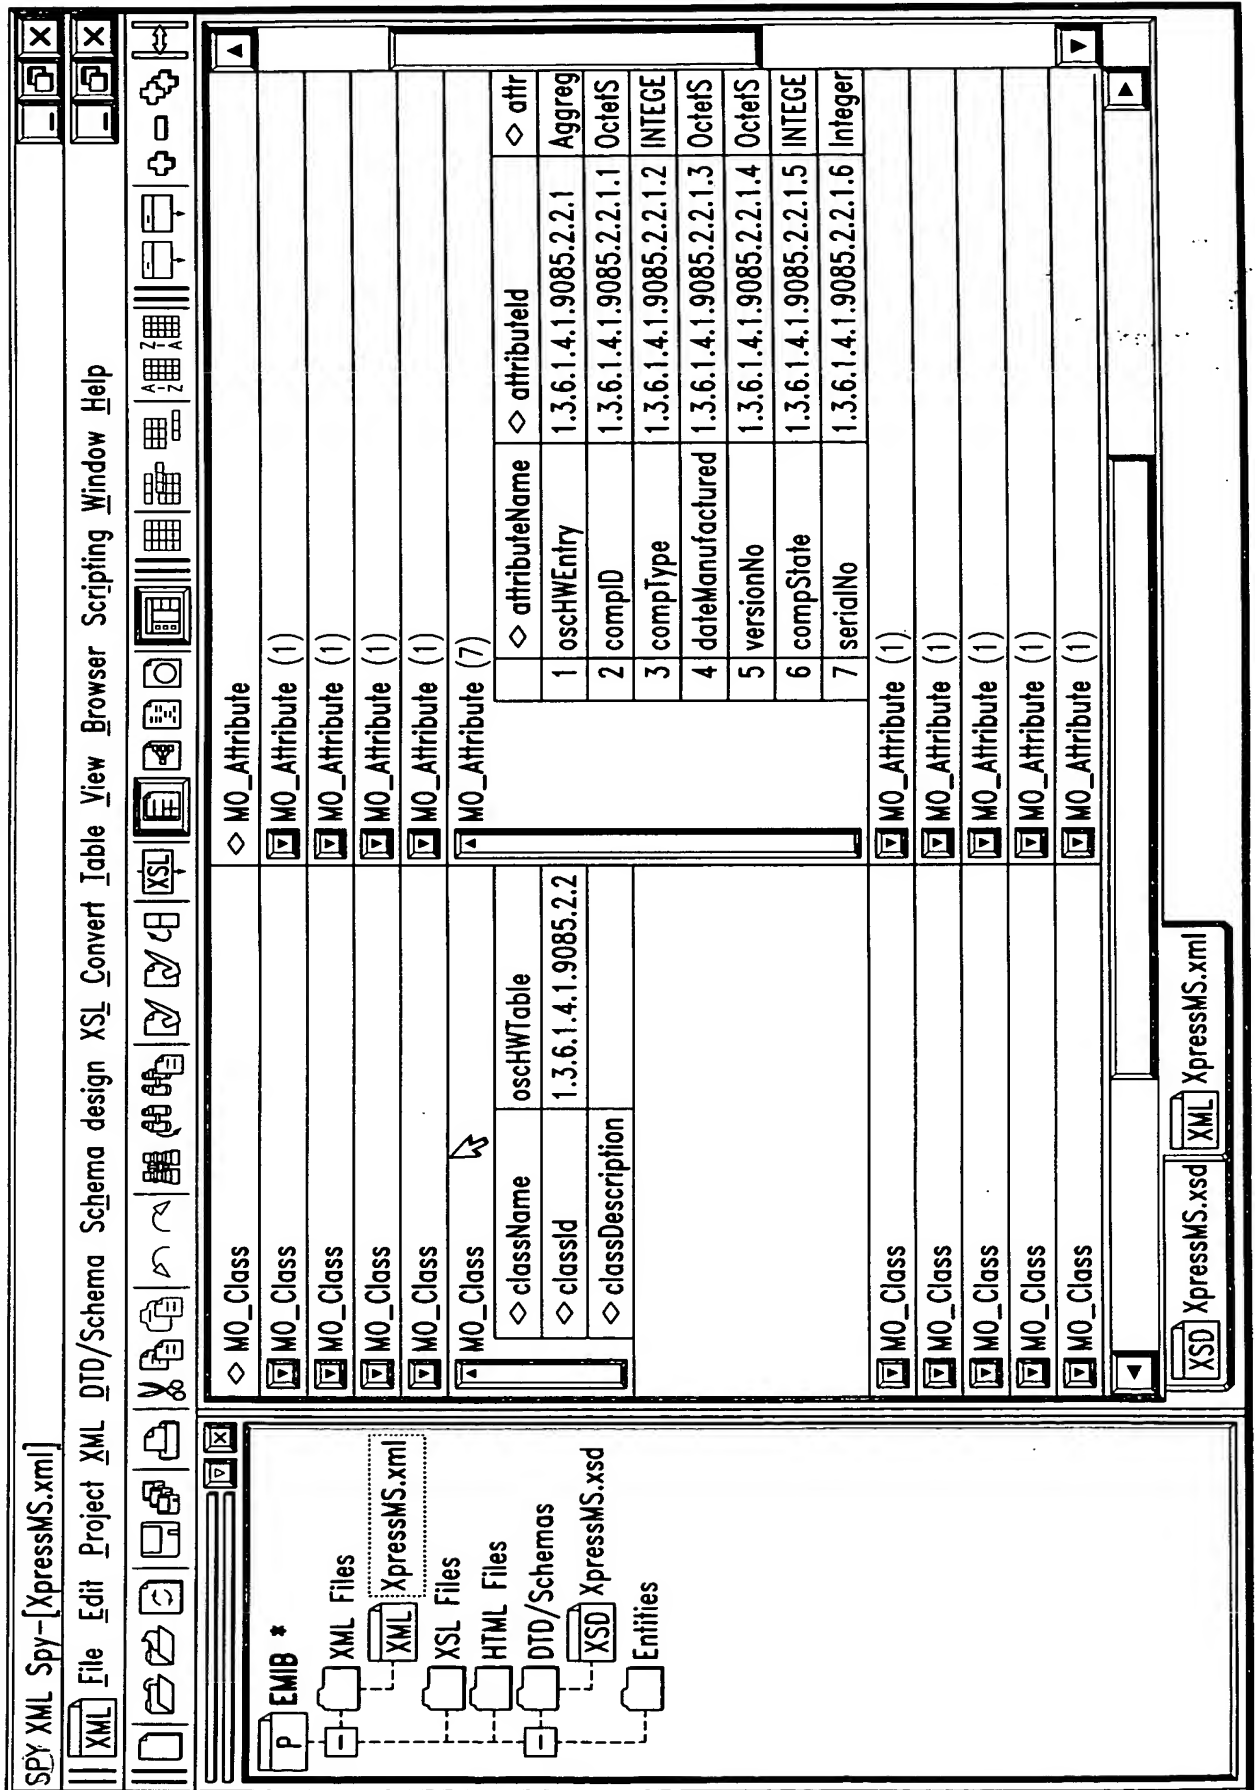 SPY XML Spy-[XpressMS.xml]
XML File Edit Project XML DTD/Schema Schema design XSL Convert Table View Browser Scripting Window Help
XSL A-Z Z-A
P EMIB *
XML Files
XML XpressMS.xml
XSL Files
HTML Files
DTD/Schemas
XSD XpressMS.xsd
Entities
MO_Class MO_Attribute
MO_Class MO_Attribute (1)
MO_Class MO_Attribute (1)
MO_Class MO_Attribute (1)
MO_Class MO_Attribute (1)
MO_Class MO_Attribute (7)
className oscHWTable
classId 1.3.6.1.4.1.9085.2.2
classDescription
attributeName attributeId attr
1 oscHWEntry 1.3.6.1.4.1.9085.2.2.1 Aggreg
2 compID 1.3.6.1.4.1.9085.2.2.1.1 OctetS
3 compType 1.3.6.1.4.1.9085.2.2.1.2 INTEGE
4 dateManufactured 1.3.6.1.4.1.9085.2.2.1.3 OctetS
5 versionNo 1.3.6.1.4.1.9085.2.2.1.4 OctetS
6 compState 1.3.6.1.4.1.9085.2.2.1.5 INTEGE
7 serialNo 1.3.6.1.4.1.9085.2.2.1.6 Integer
MO_Class MO_Attribute (1)
MO_Class MO_Attribute (1)
MO_Class MO_Attribute (1)
MO_Class MO_Attribute (1)
MO_Class MO_Attribute (1)
XSD XpressMS.xsd XML XpressMS.xml